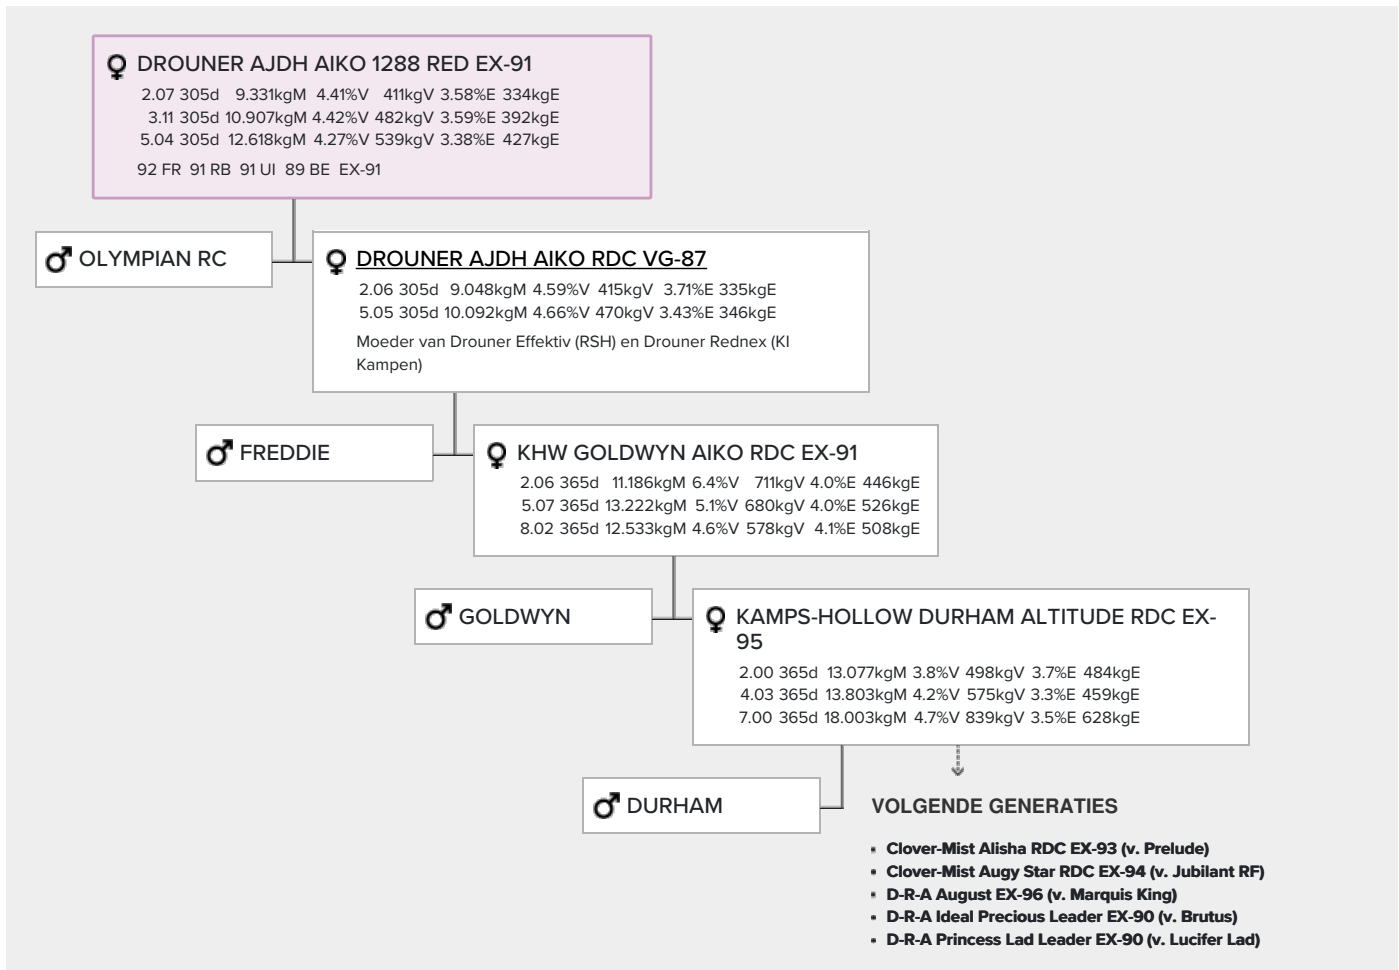 DROUNER AJDH AIKO 1288 RED EX-91
2.07 305d 9.331kgM 4.41%V 411kgV 3.58%E 334kgE
3.11 305d 10.907kgM 4.42%V 482kgV 3.59%E 392kgE
5.04 305d 12.618kgM 4.27%V 539kgV 3.38%E 427kgE
92 FR 91 RB 91 UI 89 BE EX-91
OLYMPIAN RC
DROUNER AJDH AIKO RDC VG-87
2.06 305d 9.048kgM 4.59%V 415kgV 3.71%E 335kgE
5.05 305d 10.092kgM 4.66%V 470kgV 3.43%E 346kgE
Moeder van Drouner Effektiv (RSH) en Drouner Rednex (KI
Kampen)
FREDDIE
KHW GOLDWYN AIKO RDC EX-91
2.06 365d 11.186kgM 6.4%V 711kgV 4.0%E 446kgE
5.07 365d 13.222kgM 5.1%V 680kgV 4.0%E 526kgE
8.02 365d 12.533kgM 4.6%V 578kgV 4.1%E 508kgE
GOLDWYN
KAMPS-HOLLOW DURHAM ALTITUDE RDC EX-
95
2.00 365d 13.077kgM 3.8%V 498kgV 3.7%E 484kgE
4.03 365d 13.803kgM 4.2%V 575kgV 3.3%E 459kgE
7.00 365d 18.003kgM 4.7%V 839kgV 3.5%E 628kgE
DURHAM
VOLGENDE GENERATIES
Clover-Mist Alisha RDC EX-93 (v. Prelude)
Clover-Mist Augy Star RDC EX-94 (v. Jubilant RF)
D-R-A August EX-96 (v. Marquis King)
D-R-A Ideal Precious Leader EX-90 (v. Brutus)
D-R-A Princess Lad Leader EX-90 (v. Lucifer Lad)